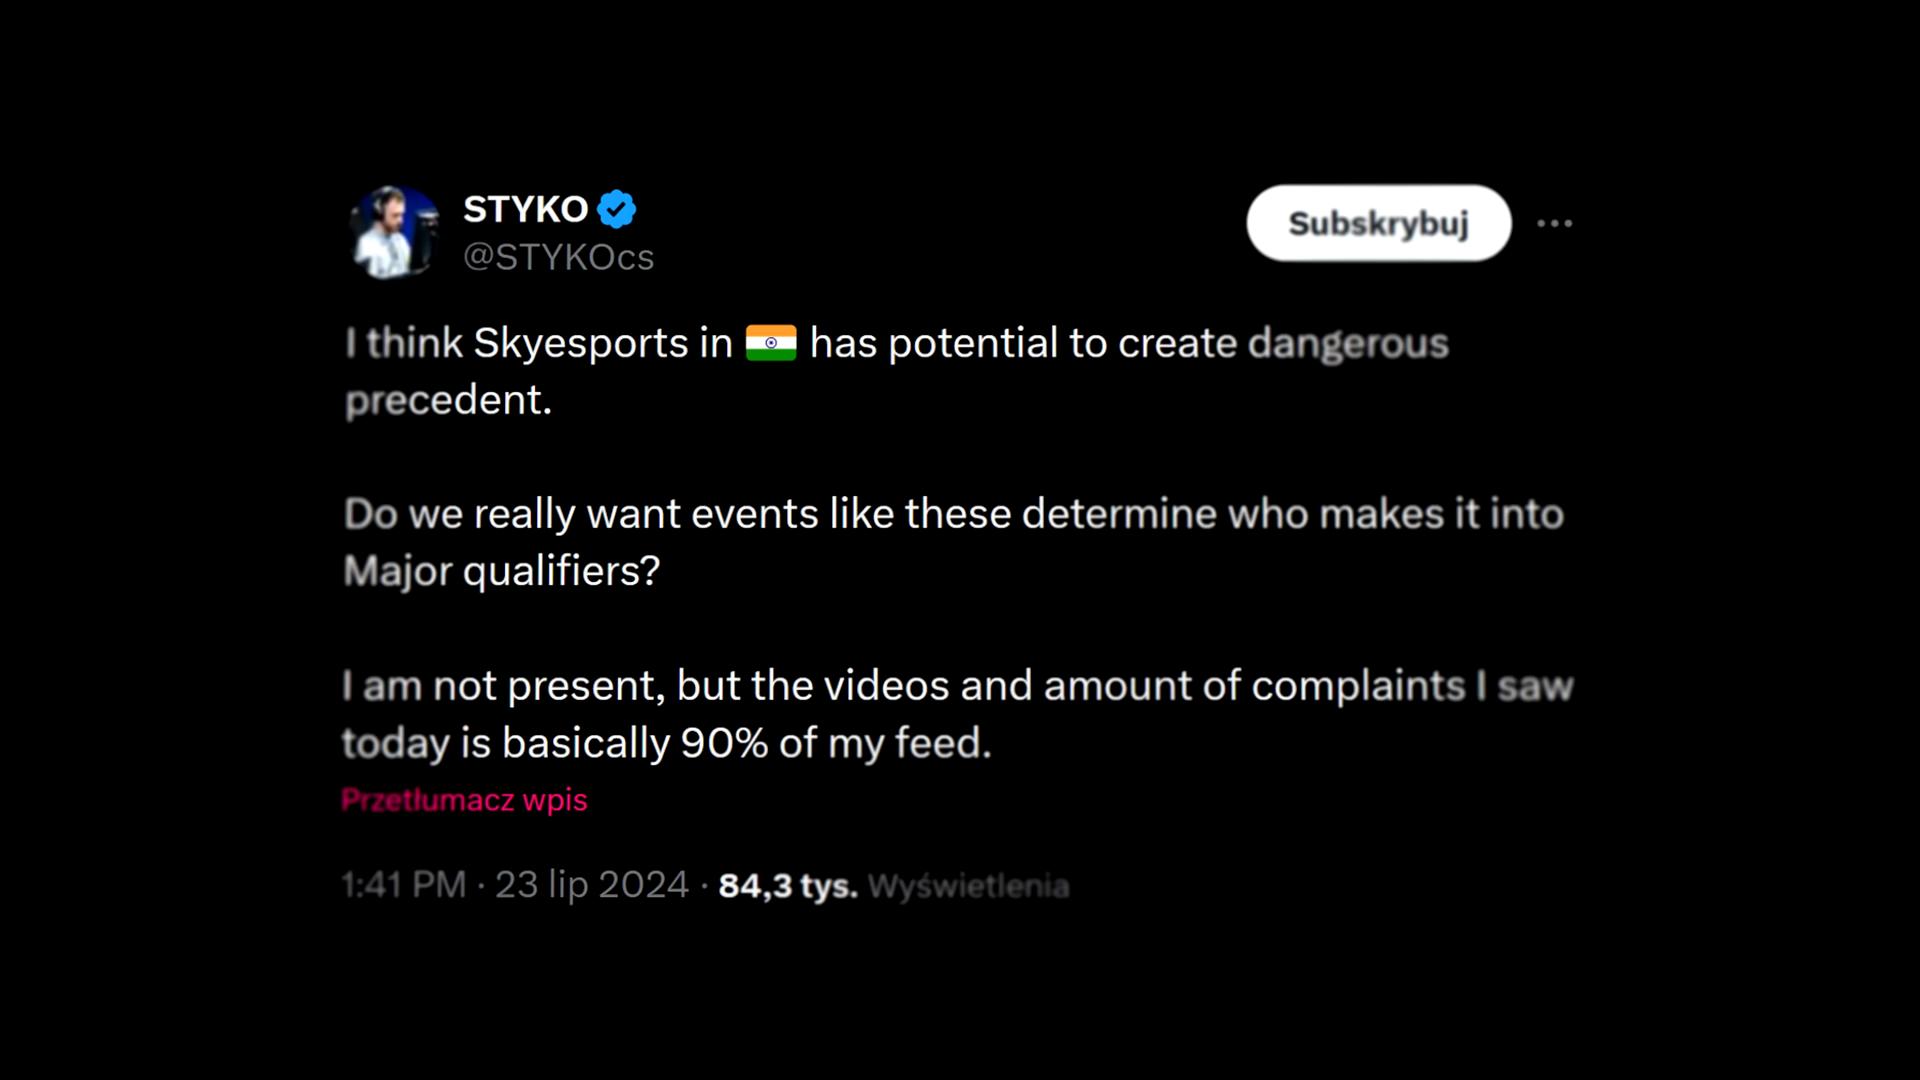 STYKO
@STYKOcs
Subskrybuj
I think Skyesports in 🇮🇳 has potential to create dangerous
precedent.
Do we really want events like these determine who makes it into
Major qualifiers?
I am not present, but the videos and amount of complaints I saw
today is basically 90% of my feed.
Przetłumacz wpis
1:41 PM · 23 lip 2024 · 84,3 tys. Wyświetlenia